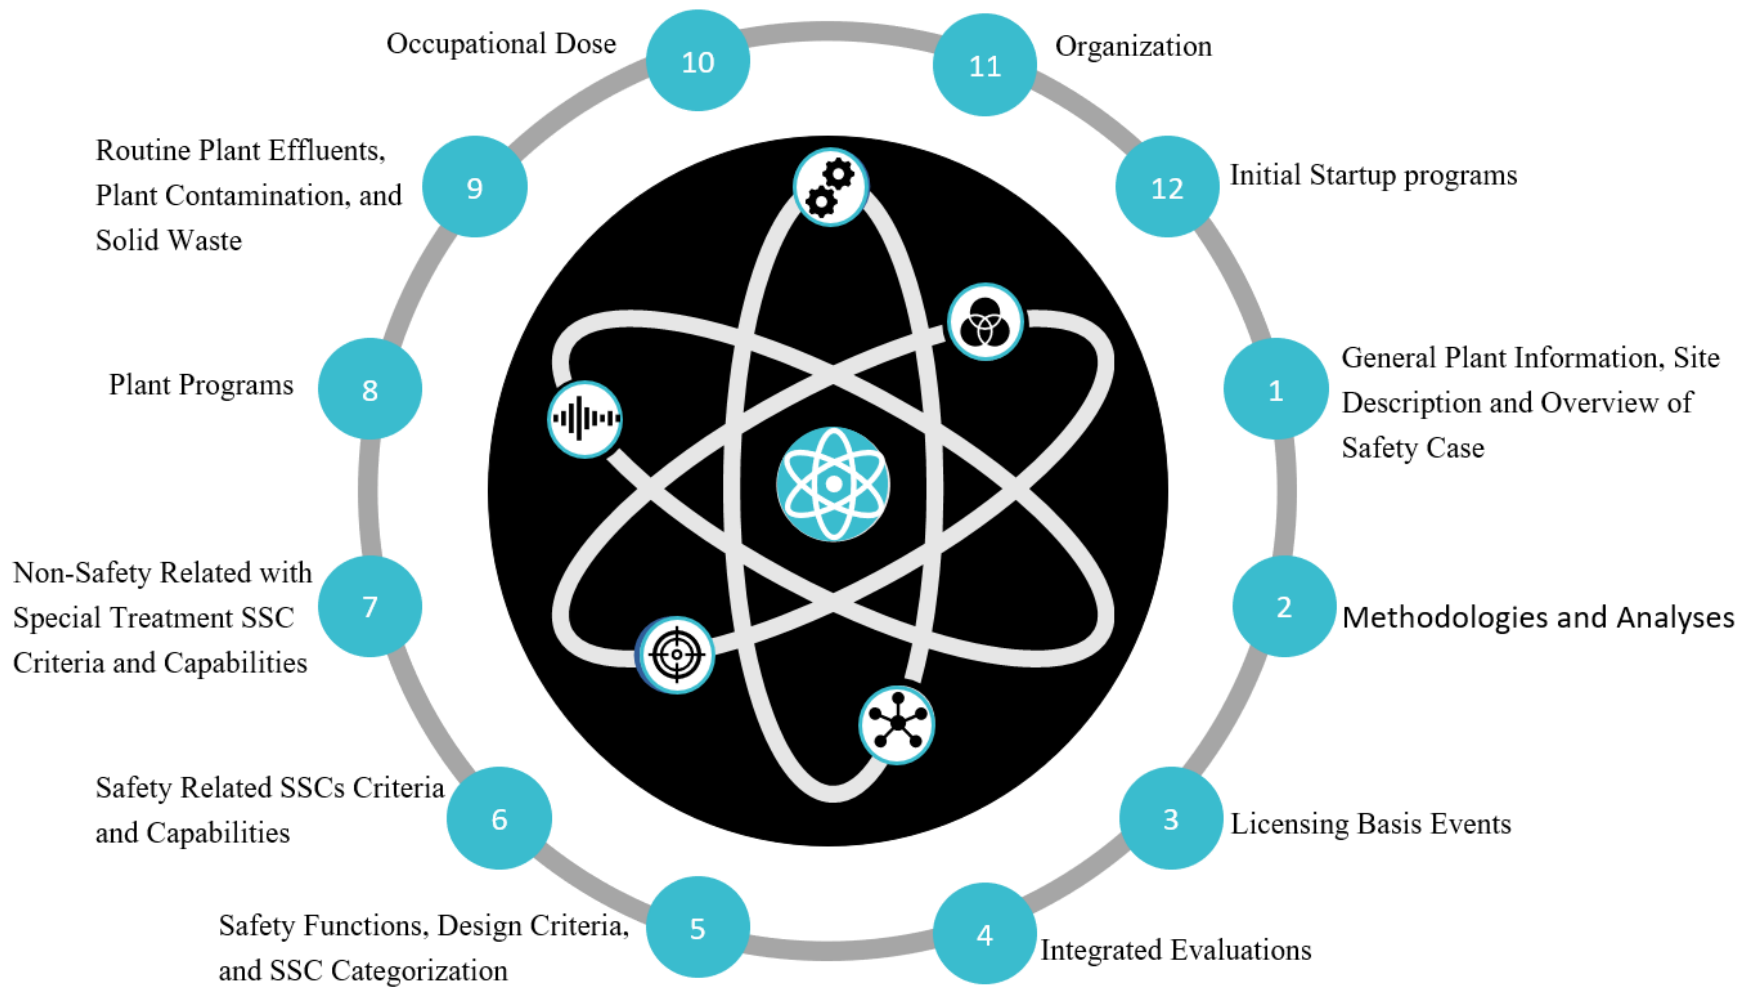 10
Occupational Dose
11
Organization
12
Initial Startup programs
1
General Plant Information, Site
Description and Overview of
Safety Case
2
Methodologies and Analyses
3
Licensing Basis Events
4
Integrated Evaluations
5
Safety Functions, Design Criteria,
and SSC Categorization
6
Safety Related SSCs Criteria
and Capabilities
7
Non-Safety Related with
Special Treatment SSC
Criteria and Capabilities
8
Plant Programs
9
Routine Plant Effluents,
Plant Contamination, and
Solid Waste